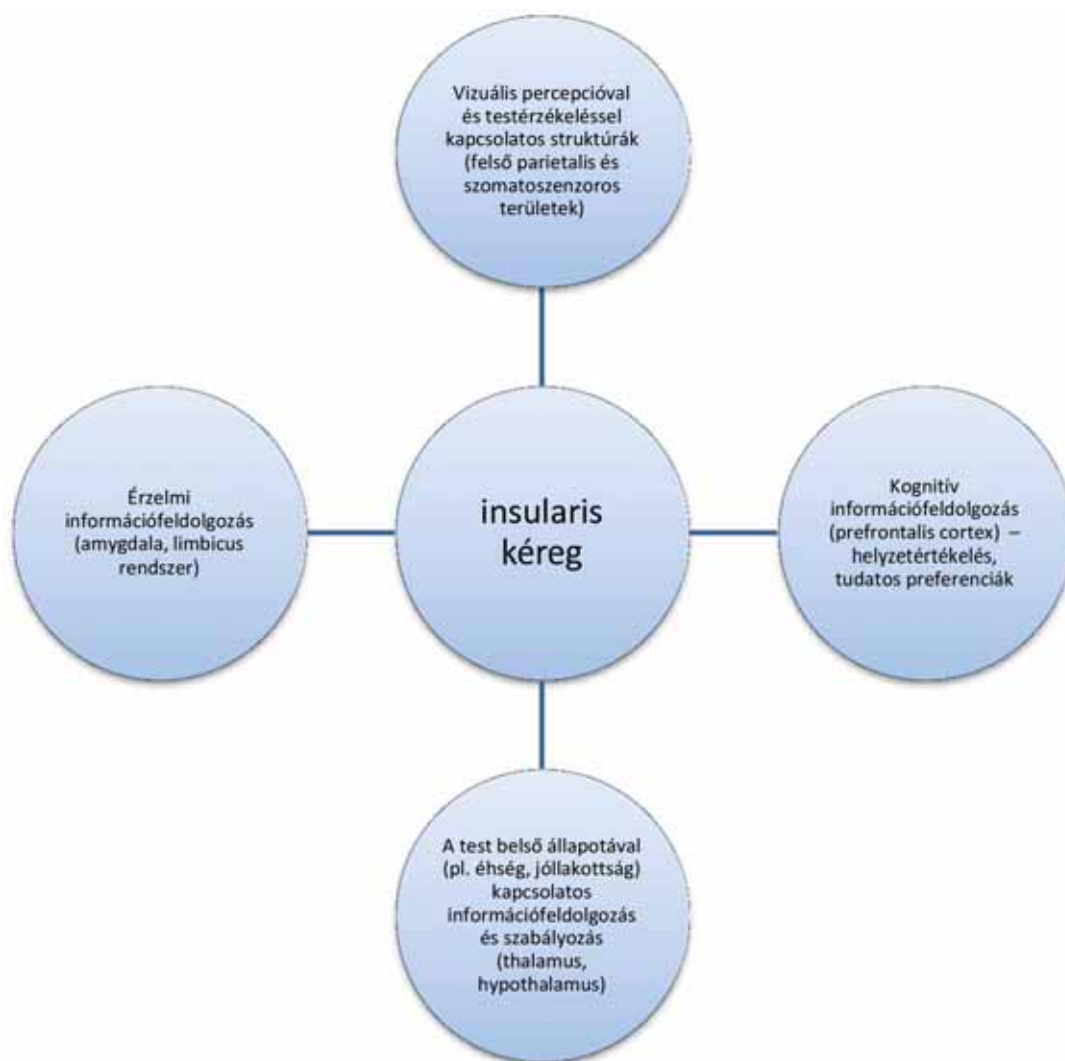 Vizuális percepcióval
és testérzékeléssel
kapcsolatos struktúrák
(felső parietalis és
szomatoszenzoros
területek)
Érzelmi
információfeldolgozás
(amygdala, limbicus
rendszer)
insularis
kéreg
Kognitív
információfeldolgozás
(prefrontalis cortex) –
helyzetértékelés,
tudatos preferenciák
A test belső állapotával
(pl. éhség, jóllakottság)
kapcsolatos
információfeldolgozás
és szabályozás
(thalamus,
hypothalamus)